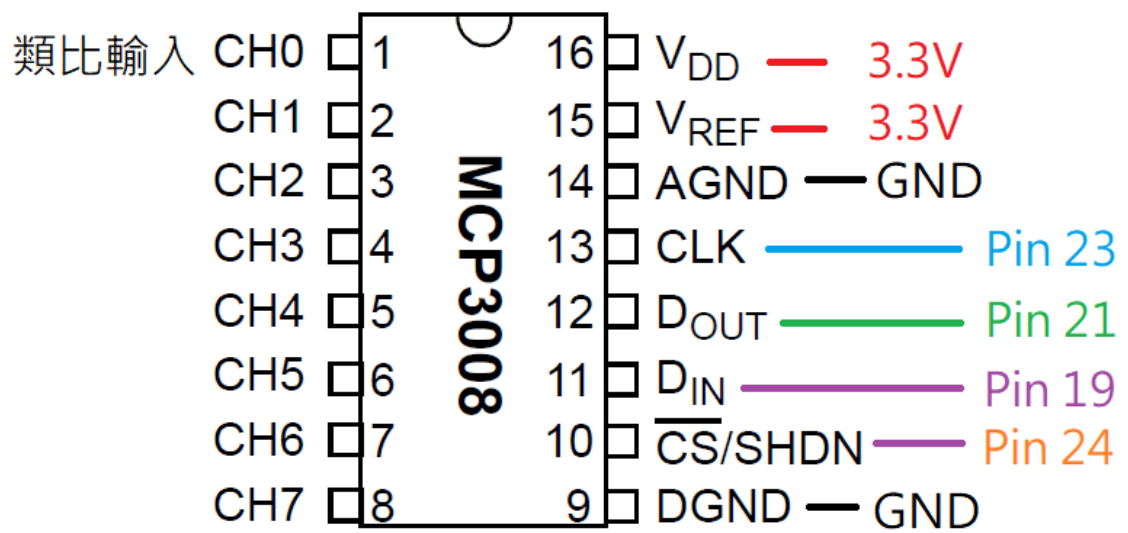 類比輸入 CH0 1 16 VDD 3.3V
CH1 2 15 VREF 3.3V
CH2 3 14 AGND GND
CH3 4 13 CLK Pin 23
CH4 5 12 DOUT Pin 21
CH5 6 11 DIN Pin 19
CH6 7 10 CS/SHDN Pin 24
CH7 8 9 DGND GND
MCP3008